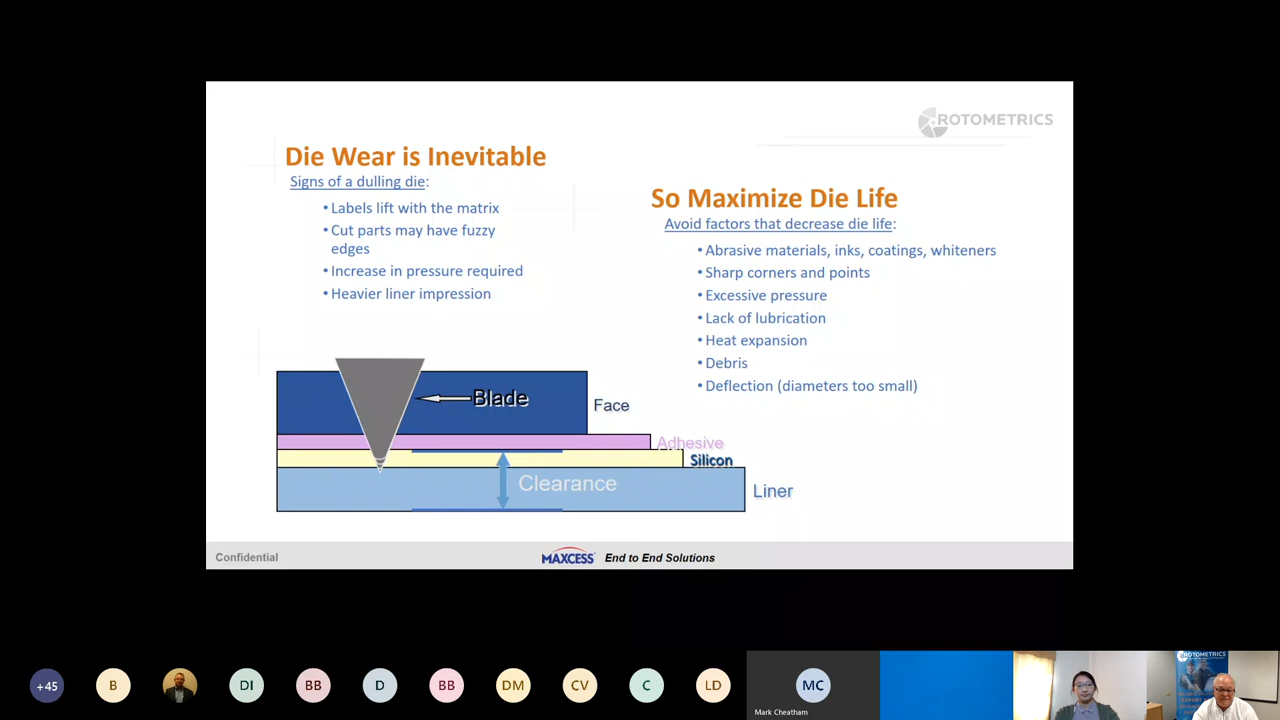 ROTOMETRICS
Die Wear is Inevitable
Signs of a dulling die:
• Labels lift with the matrix
• Cut parts may have fuzzy
edges
• Increase in pressure required
• Heavier liner impression
So Maximize Die Life
Avoid factors that decrease die life:
• Abrasive materials, inks, coatings, whiteners
• Sharp corners and points
• Excessive pressure
• Lack of lubrication
• Heat expansion
• Debris
• Deflection (diameters too small)
Blade
Face
Adhesive
Silicon
Clearance
Liner
Confidential
MAXCESS
End to End Solutions
+45
B
DI
BB
D
BB
DM
CV
C
LD
MC
Mark Cheatham
ROTOMETRICS